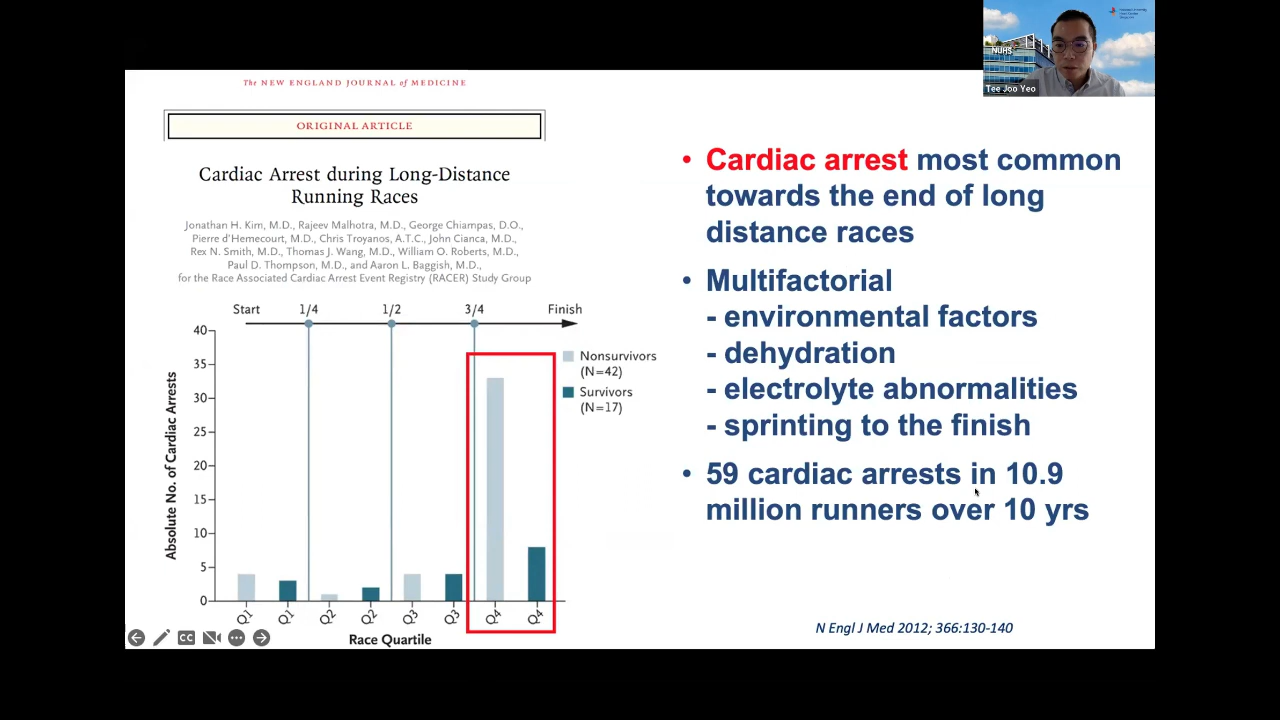 NUHS
Tee Joo Yeo
The NEW ENGLAND JOURNAL of MEDICINE
ORIGINAL ARTICLE
Cardiac Arrest during Long-Distance
Running Races
Jonathan H. Kim, M.D., Rajeev Malhotra, M.D., George Chiampas, D.O.,
Pierre d'Hemecourt, M.D., Chris Troyanos, A.T.C., John Cianca, M.D.,
Rex N. Smith, M.D., Thomas J. Wang, M.D., William O. Roberts, M.D.,
Paul D. Thompson, M.D., and Aaron L. Baggish, M.D.,
for the Race Associated Cardiac Arrest Event Registry (RACER) Study Group
Start 1/4 1/2 3/4 Finish
40
35
30
25
20
15
10
5
0
Absolute No. of Cardiac Arrests
Nonsurvivors
(N=42)
Survivors
(N=17)
Q1 Q1 Q2 Q2 Q3 Q3 Q4 Q4
Race Quartile
CC
• Cardiac arrest most common
towards the end of long
distance races
• Multifactorial
- environmental factors
- dehydration
- electrolyte abnormalities
- sprinting to the finish
• 59 cardiac arrests in 10.9
million runners over 10 yrs
N Engl J Med 2012; 366:130-140